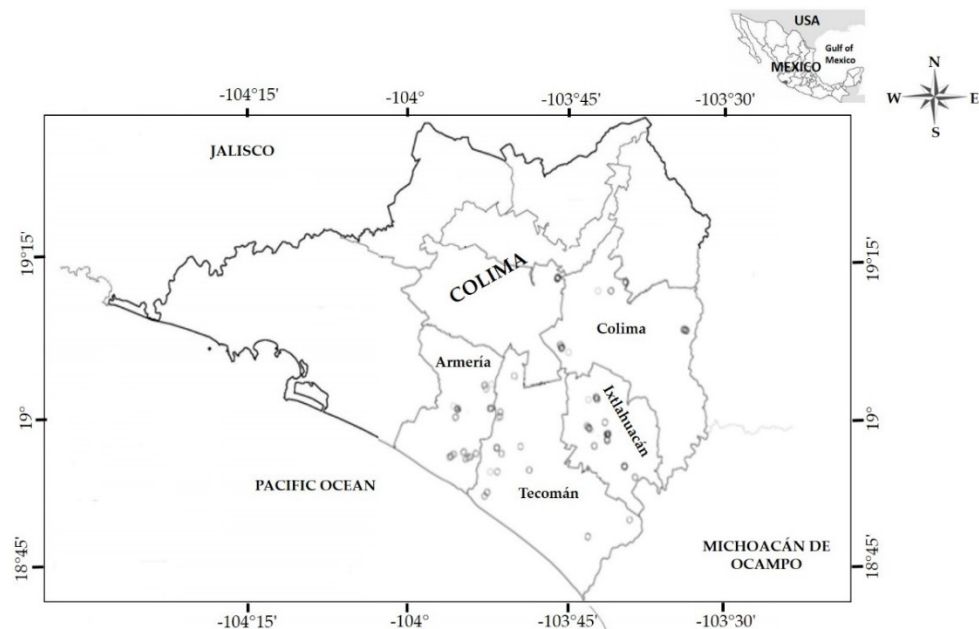 USA
Gulf of
Mexico
MEXICO
N
W E
S
-104°15' -104° -103°45' -103°30'
JALISCO
19°15' 19°15'
COLIMA
Colima
Armería
Ixtlahuacán
19° 19°
PACIFIC OCEAN
Tecomán
MICHOACÁN DE
OCAMPO
18°45' 18°45'
-104°15' -104° -103°45' -103°30'